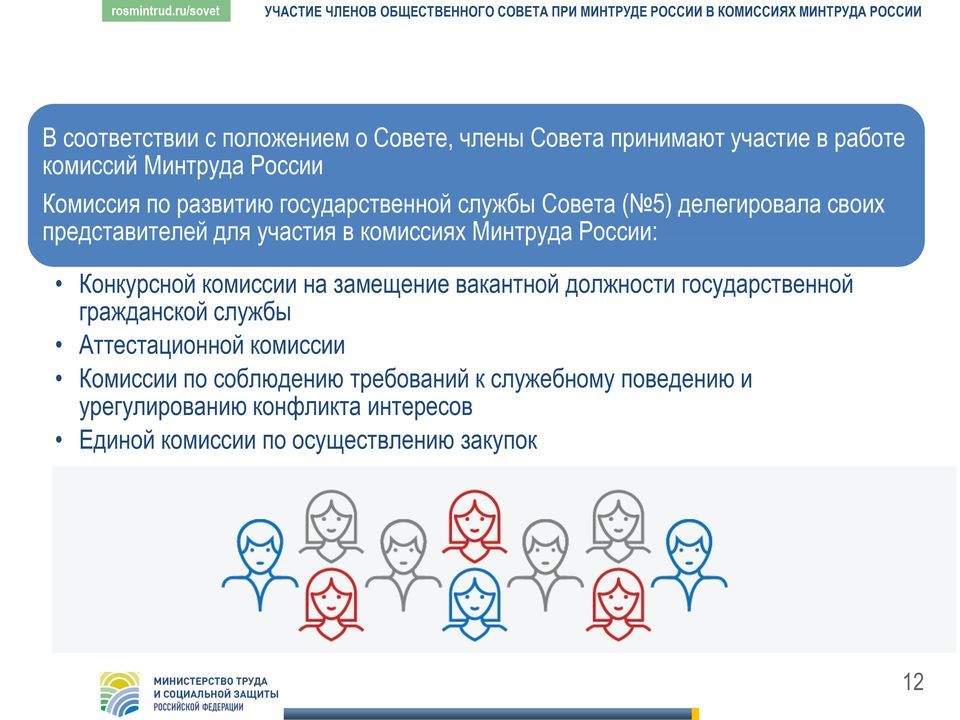 rosmintrud.ru/sovet
УЧАСТИЕ ЧЛЕНОВ ОБЩЕСТВЕННОГО СОВЕТА ПРИ МИНТРУДЕ РОССИИ В КОМИССИЯХ МИНТРУДА РОССИИ
В соответствии с положением о Совете, члены Совета принимают участие в работе
комиссий Минтруда России
Комиссия по развитию государственной службы Совета (№5) делегировала своих
представителей для участия в комиссиях Минтруда России:
• Конкурсной комиссии на замещение вакантной должности государственной
гражданской службы
• Аттестационной комиссии
• Комиссии по соблюдению требований к служебному поведению и
урегулированию конфликта интересов
• Единой комиссии по осуществлению закупок
МИНИСТЕРСТВО ТРУДА
И СОЦИАЛЬНОЙ ЗАЩИТЫ
РОССИЙСКОЙ ФЕДЕРАЦИИ
12